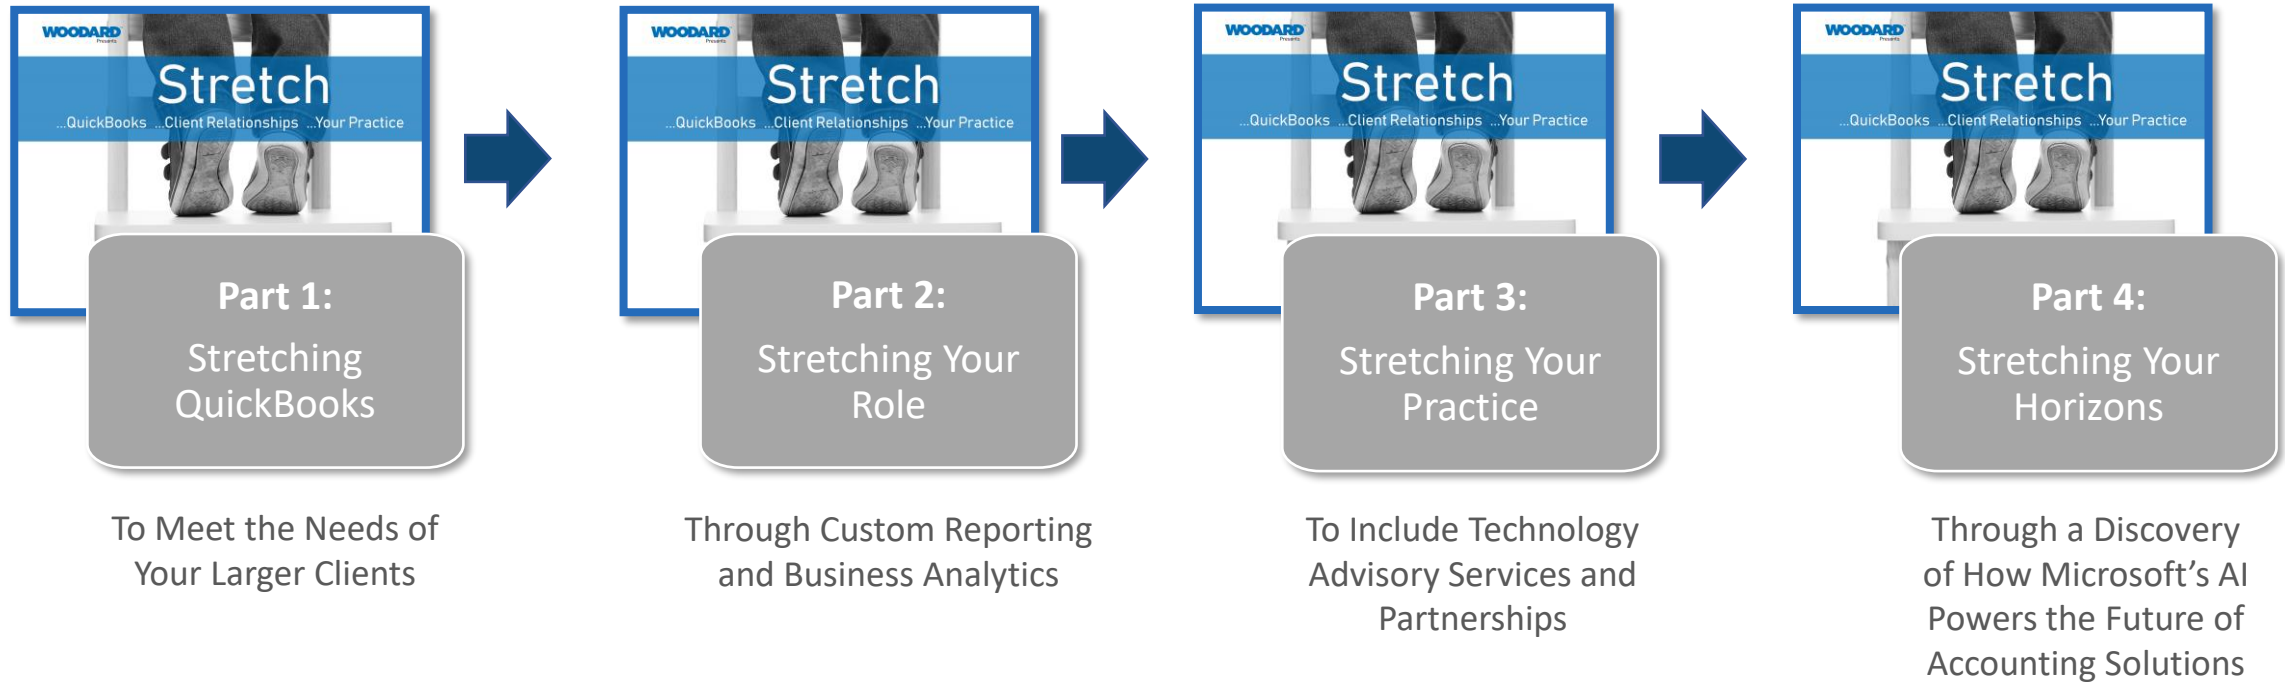 WOODARD
Presents
Stretch
...QuickBooks ...Client Relationships ...Your Practice
Part 1:
Stretching
QuickBooks
To Meet the Needs of
Your Larger Clients
WOODARD
Presents
Stretch
...QuickBooks ...Client Relationships ...Your Practice
Part 2:
Stretching Your
Role
Through Custom Reporting
and Business Analytics
WOODARD
Presents
Stretch
...QuickBooks ...Client Relationships ...Your Practice
Part 3:
Stretching Your
Practice
To Include Technology
Advisory Services and
Partnerships
WOODARD
Presents
Stretch
...QuickBooks ...Client Relationships ...Your Practice
Part 4:
Stretching Your
Horizons
Through a Discovery
of How Microsoft’s AI
Powers the Future of
Accounting Solutions